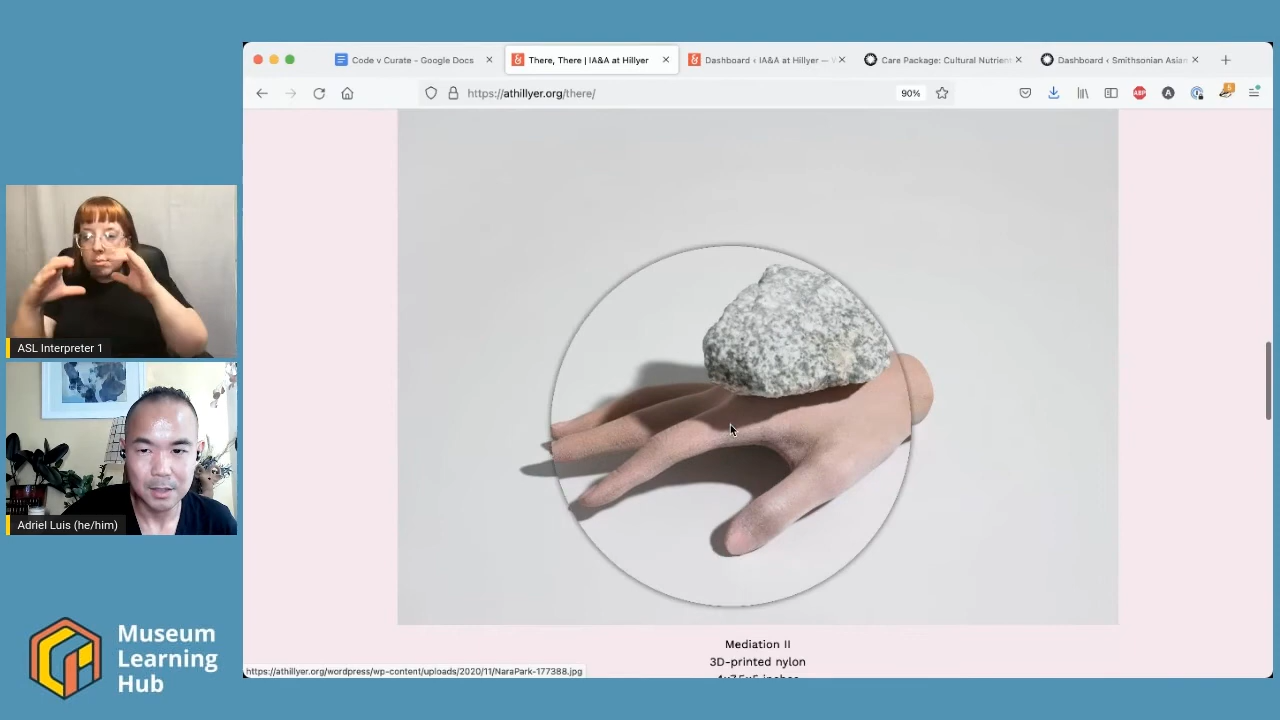 Code v Curate - Google Docs
There, There | IA&A at Hillyer
Dashboard ‹ IA&A at Hillyer —
Care Package: Cultural Nutrien
Dashboard ‹ Smithsonian Asian
https://athillyer.org/there/
90%
ABP
ASL Interpreter 1
Adriel Luis (he/him)
Museum
Learning
Hub
Mediation II
3D-printed nylon
https://athillyer.org/wordpress/wp-content/uploads/2020/11/NaraPark-177388.jpg